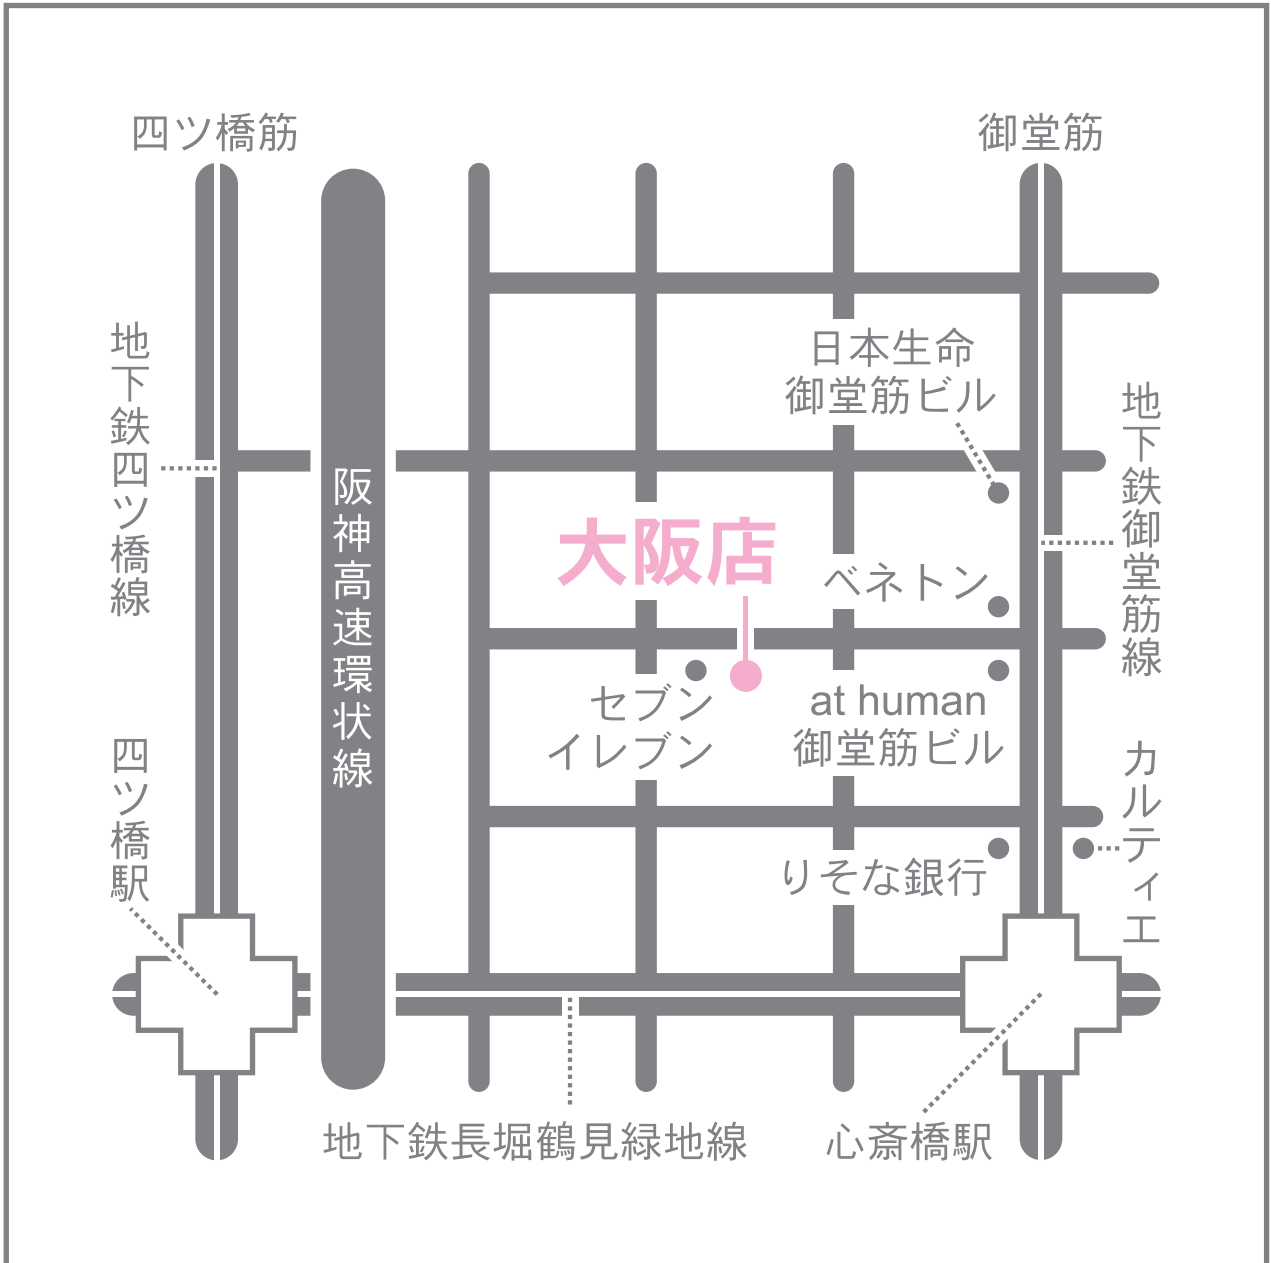 四ツ橋筋
御堂筋
地下鉄四ツ橋線
日本生命
御堂筋ビル
地下鉄御堂筋線
阪神高速環状線
大阪店
ベネトン
セブン
イレブン
at human
御堂筋ビル
四ツ橋駅
カルティエ
りそな銀行
地下鉄長堀鶴見緑地線
心斎橋駅